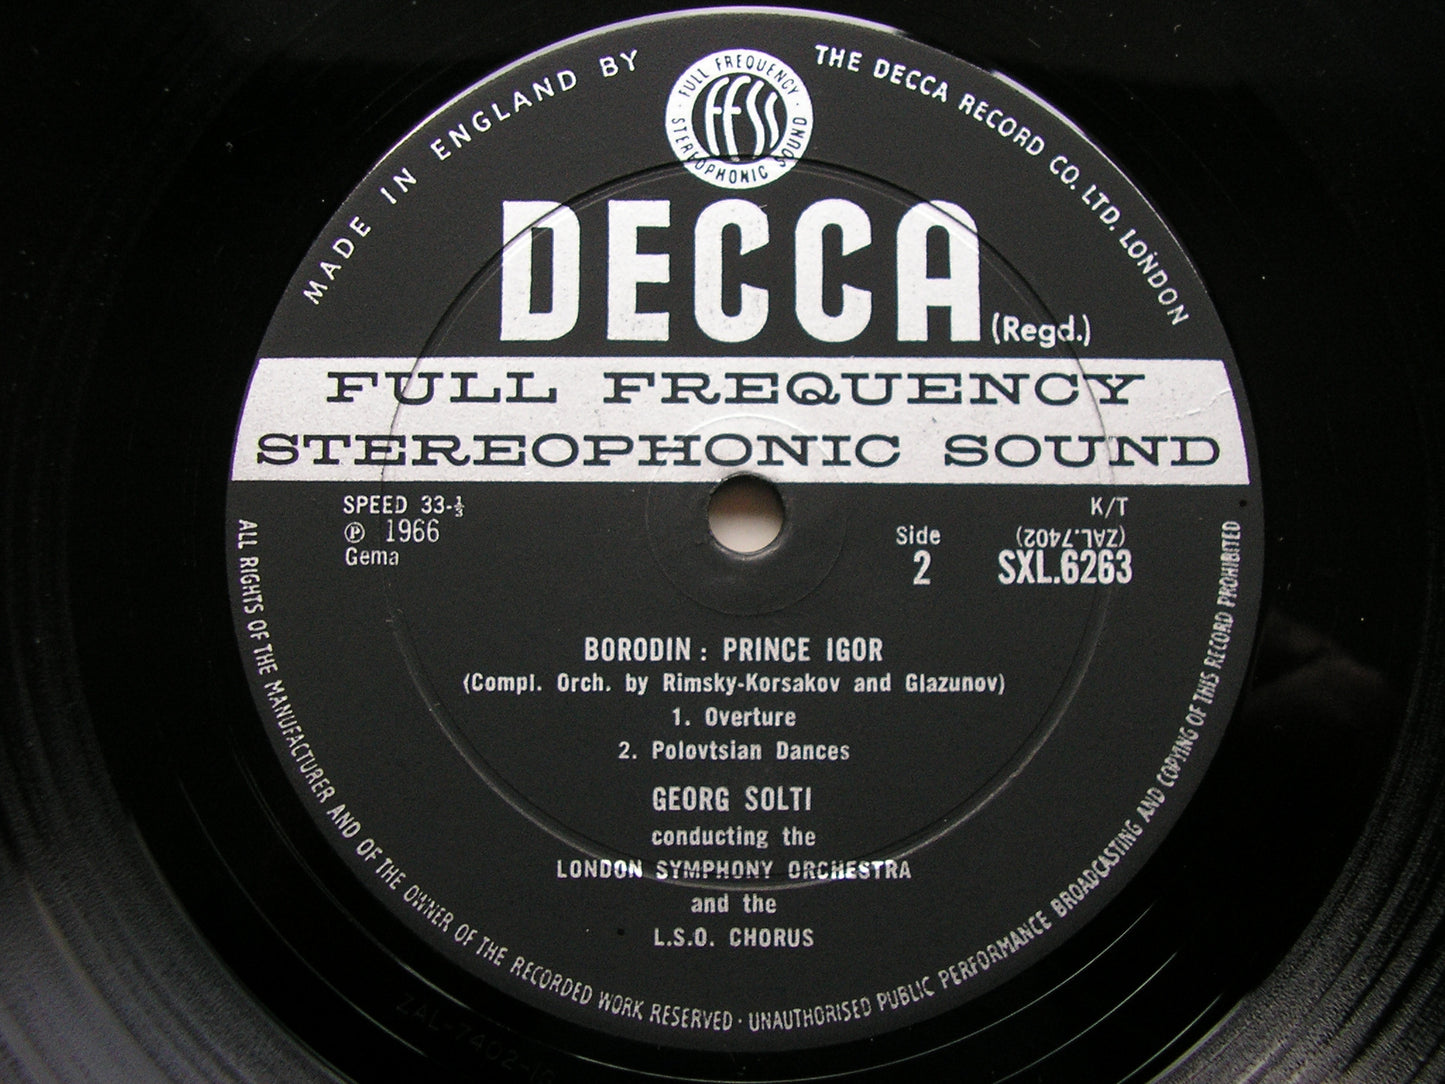 MADE IN ENGLAND BY
THE DECCA RECORD CO. LTD. LONDON
FULL FREQUENCY
FFSS
STEREOPHONIC SOUND
DECCA
(Regd.)
FULL FREQUENCY
STEREOPHONIC SOUND
SPEED 33-⅓
℗ 1966
Gema
K/T
(ZAL.7402)
Side
2
SXL.6263
BORODIN : PRINCE IGOR
(Compl. Orch. by Rimsky-Korsakov and Glazunov)
1. Overture
2. Polovtsian Dances
GEORG SOLTI
conducting the
LONDON SYMPHONY ORCHESTRA
and the
L.S.O. CHORUS
ALL RIGHTS OF THE MANUFACTURER AND OF THE OWNER OF THE RECORDED WORK RESERVED · UNAUTHORISED PUBLIC PERFORMANCE BROADCASTING AND COPYING OF THIS RECORD PROHIBITED